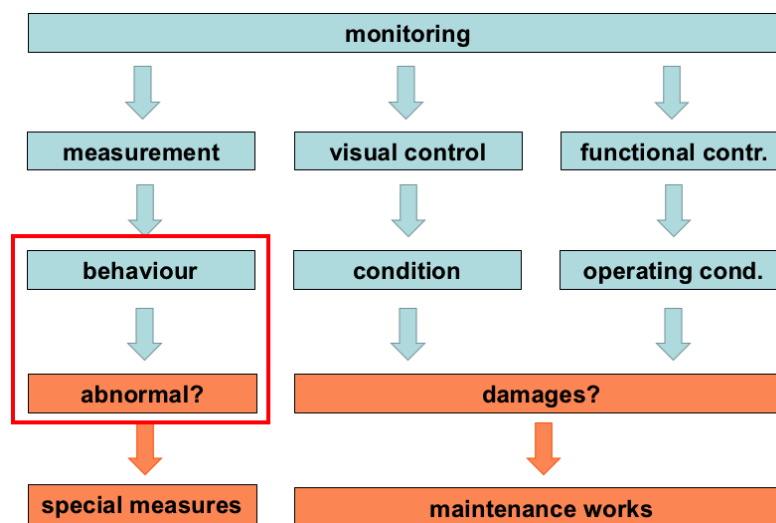 monitoring
measurement
visual control
functional contr.
behaviour
condition
operating cond.
abnormal?
damages?
special measures
maintenance works